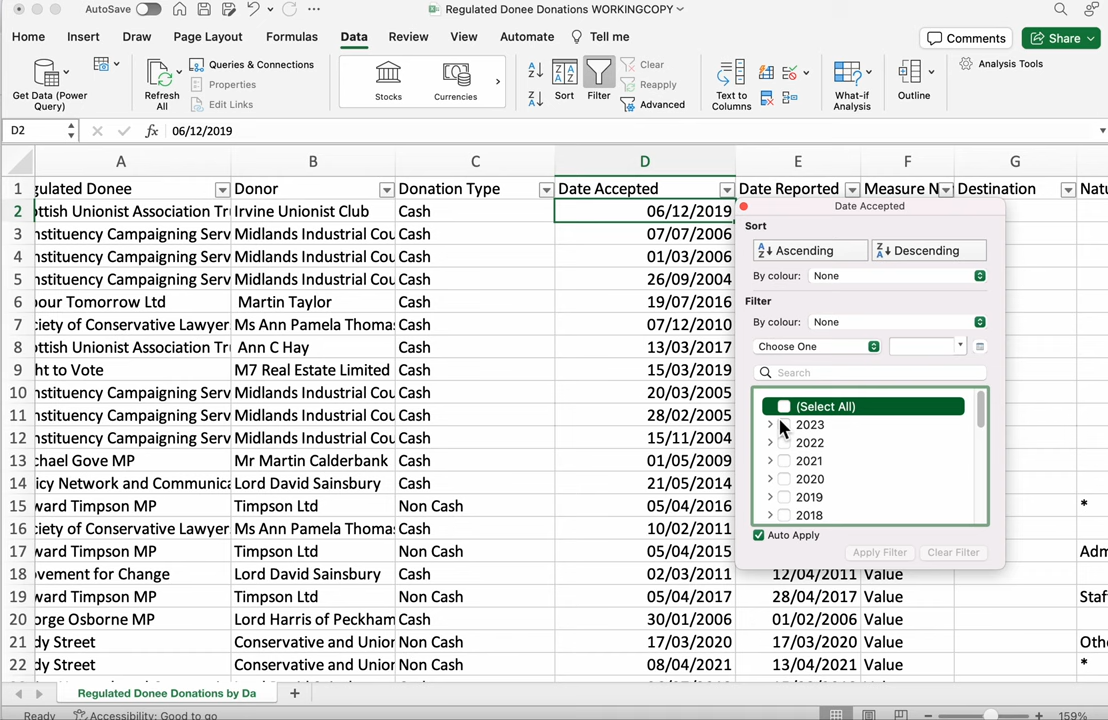 AutoSave
Regulated Donee Donations WORKINGCOPY
Home Insert Draw Page Layout Formulas Data Review View Automate Tell me
Comments Share
Get Data (Power Query)
Refresh All
Queries & Connections
Properties
Edit Links
Stocks
Currencies
Sort
Filter
Clear
Reapply
Advanced
Text to Columns
What-if Analysis
Outline
Analysis Tools
D2 fx 06/12/2019
A B C D E F G
1 gulated Donee Donor Donation Type Date Accepted Date Reported Measure N Destination Natu
2 ottish Unionist Association Tru Irvine Unionist Club Cash 06/12/2019
3 nstituency Campaigning Serv Midlands Industrial Cou Cash 07/07/2006
4 nstituency Campaigning Serv Midlands Industrial Cou Cash 01/03/2006
5 nstituency Campaigning Serv Midlands Industrial Cou Cash 26/09/2004
6 bour Tomorrow Ltd Martin Taylor Cash 19/07/2016
7 ciety of Conservative Lawyer Ms Ann Pamela Thomas Cash 07/12/2010
8 ottish Unionist Association Tru Ann C Hay Cash 13/03/2017
9 ht to Vote M7 Real Estate Limited Cash 15/03/2019
10 nstituency Campaigning Serv Midlands Industrial Cou Cash 20/03/2005
11 nstituency Campaigning Serv Midlands Industrial Cou Cash 28/02/2005
12 nstituency Campaigning Serv Midlands Industrial Cou Cash 15/11/2004
13 chael Gove MP Mr Martin Calderbank Cash 01/05/2009
14 icy Network and Communica Lord David Sainsbury Cash 21/05/2014
15 ward Timpson MP Timpson Ltd Non Cash 05/04/2016 *
16 ciety of Conservative Lawyer Ms Ann Pamela Thomas Cash 10/02/2011
17 ward Timpson MP Timpson Ltd Non Cash 05/04/2015 Adm
18 ovement for Change Lord David Sainsbury Cash 02/03/2011 12/04/2011 Value
19 ward Timpson MP Timpson Ltd Non Cash 05/04/2017 28/04/2017 Value Staf
20 orge Osborne MP Lord Harris of Peckham Cash 30/01/2006 01/02/2006 Value
21 dy Street Conservative and Union Non Cash 17/03/2020 17/03/2020 Value Othe
22 dy Street Conservative and Union Non Cash 08/04/2021 13/04/2021 Value *
Date Accepted
Sort
Ascending Descending
By colour: None
Filter
By colour: None
Choose One
Search
(Select All)
2023
2022
2021
2020
2019
2018
Auto Apply
Apply Filter Clear Filter
Regulated Donee Donations by Da +
Ready Accessibility: Good to go 159%